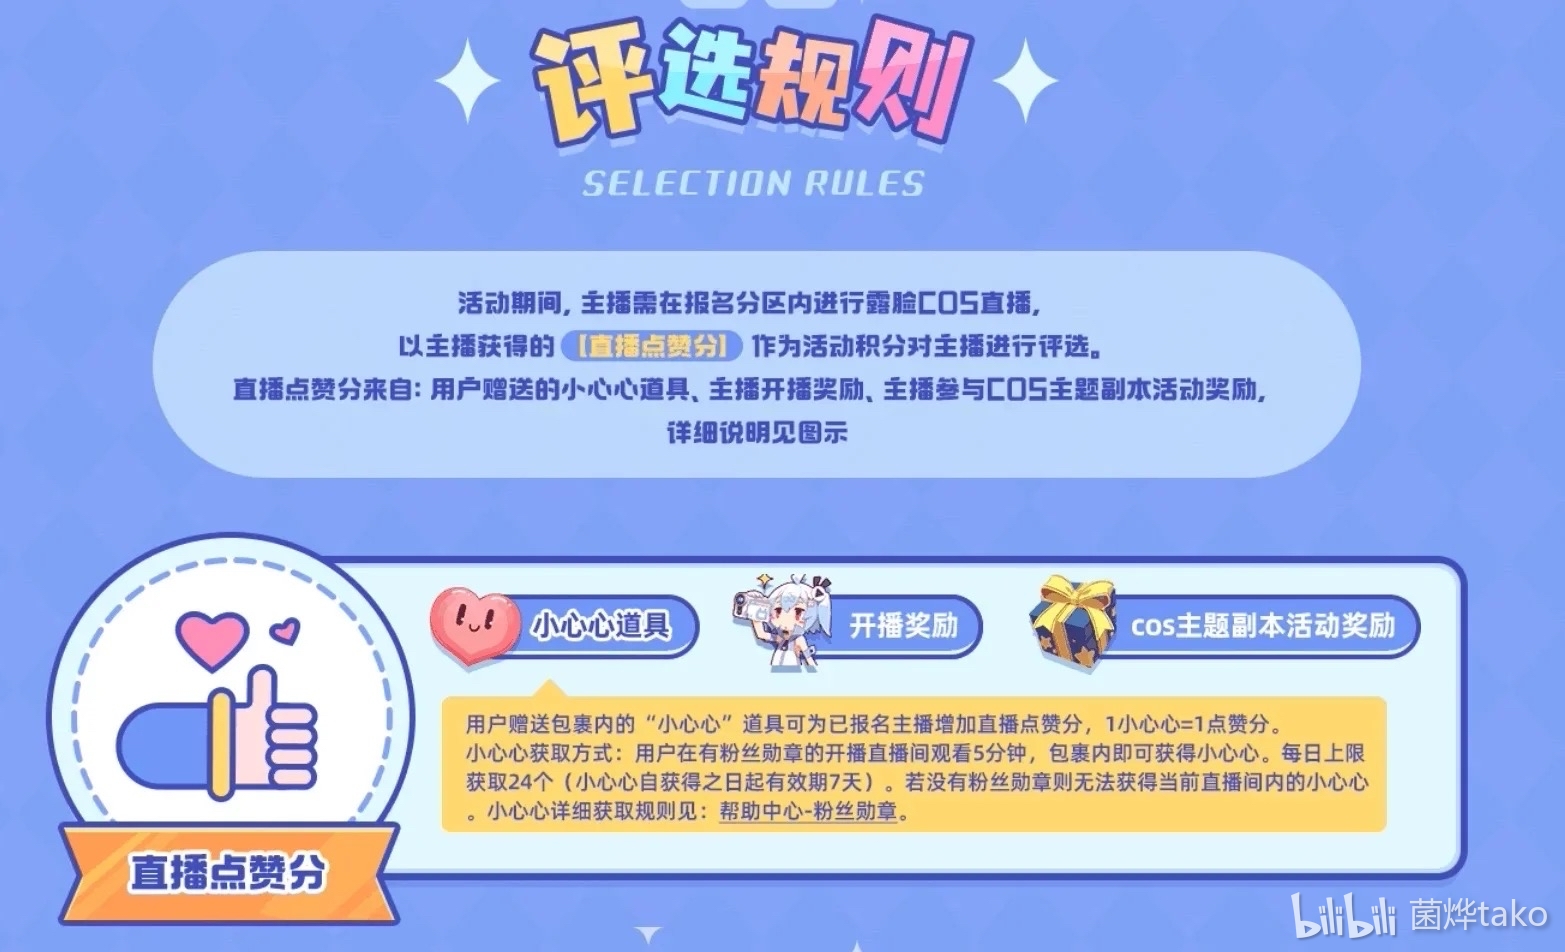 评选规则
SELECTION RULES
活动期间, 主播需在报名分区内进行露脸COS直播,
以主播获得的【直播点赞分】作为活动积分对主播进行评选。
直播点赞分来自: 用户赠送的小心心道具、主播开播奖励、主播参与COS主题副本活动奖励,
详细说明见图示
小心心道具
开播奖励
cos主题副本活动奖励
用户赠送包裹内的“小心心”道具可为已报名主播增加直播点赞分，1小心心=1点赞分。
小心心获取方式：用户在有粉丝勋章的开播直播间观看5分钟，包裹内即可获得小心心。每日上限
获取24个（小心心自获得之日起有效期7天）。若没有粉丝勋章则无法获得当前直播间内的小心心
。小心心详细获取规则见：帮助中心-粉丝勋章。
直播点赞分
bilibili 菌烨tako